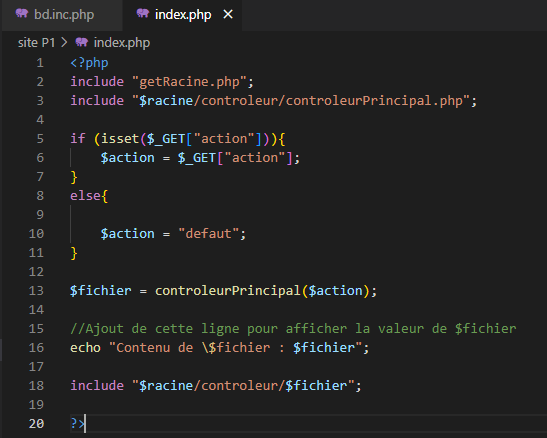 bd.inc.php
index.php ×
site P1 > index.php
1 <?php
2 include "getRacine.php";
3 include "$racine/controleur/controleurPrincipal.php";
4
5 if (isset($_GET["action"])){
6     $action = $_GET["action"];
7 }
8 else{
9
10     $action = "defaut";
11 }
12
13 $fichier = controleurPrincipal($action);
14
15 //Ajout de cette ligne pour afficher la valeur de $fichier
16 echo "Contenu de \$fichier : $fichier";
17
18 include "$racine/controleur/$fichier";
19
20 ?>